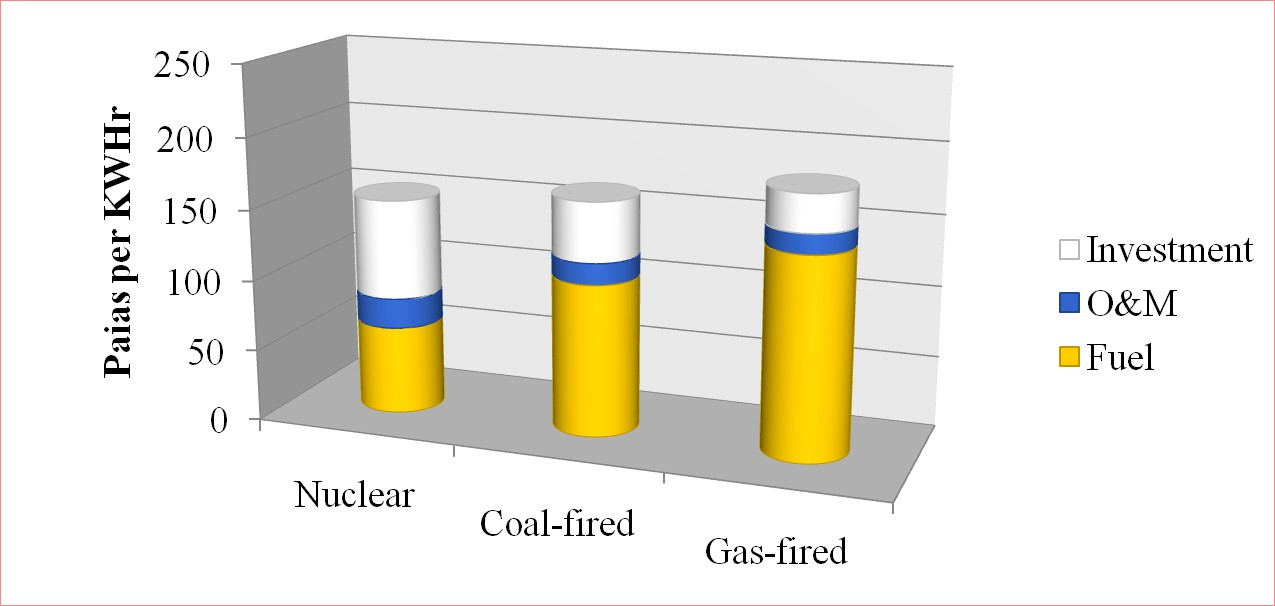 250
200
150
100
50
0
Paias per KWHr
Nuclear
Coal-fired
Gas-fired
Investment
O&M
Fuel